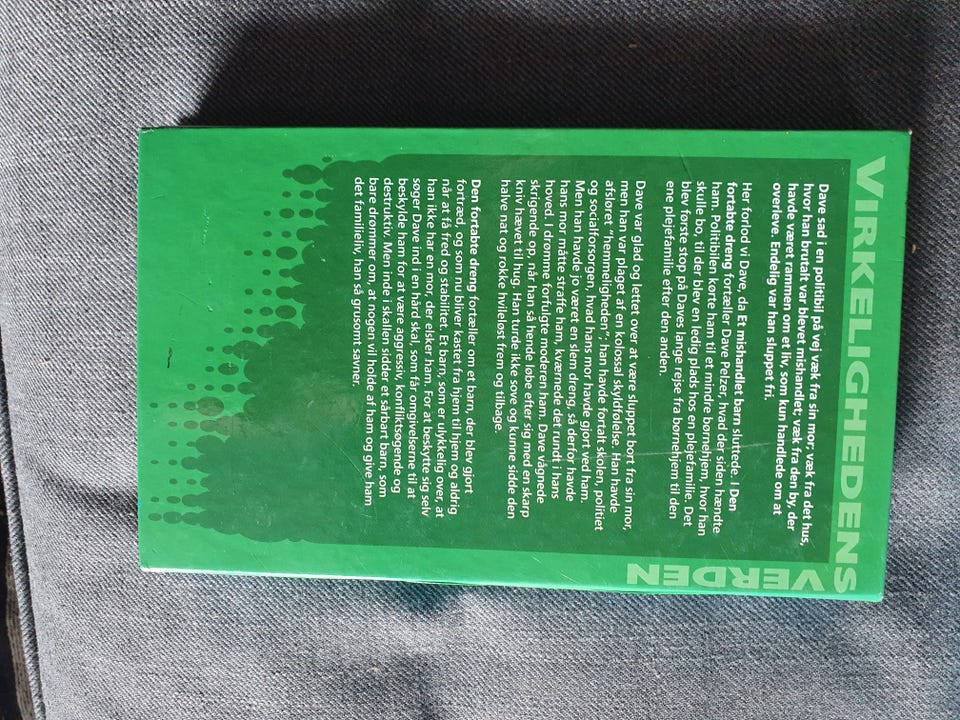 VIRKELIGHEDENS
VERDEN
Dave sad i en politibil på vej væk fra sin mor; væk fra det hus,
hvor han brutalt var blevet mishandlet; væk fra den by, der
havde været rammen om et liv, som kun handlede om at
overleve. Endelig var han sluppet fri.
Her forlod vi Dave, da Et mishandlet barn sluttede. I Den
fortabte dreng fortæller Dave Pelzer, hvad der siden hændte
ham. Politibilen kørte ham til et mindre børnehjem, hvor han
skulle bo, til der blev en ledig plads hos en plejefamilie. Det
blev første stop på Daves lange rejse fra børnehjem til den
ene plejefamilie efter den anden.
Dave var glad og lettet over at være sluppet bort fra sin mor,
men han var plaget af en kolossal skyldfølelse. Han havde
afsløret "hemmeligheden"; han havde fortalt skolen, politiet
og socialforsorgen, hvad hans mor havde gjort ved ham.
Men han havde jo været en slem dreng, så derfor havde
hans mor måttet straffe ham, kværnede det rundt i hans
hoved. I drømme forfulgte moderen ham. Dave vågnede
skrigende op, når han så hende løbe efter sig med en skarp
kniv hævet til hug. Han turde ikke sove og kunne sidde den
halve nat og rokke hvileløst frem og tilbage.
Den fortabte dreng fortæller om et barn, der blev gjort
fortræd, og som nu bliver kastet fra hjem til hjem og aldrig
når at få fred og stabilitet. Et barn, som er ulykkelig over, at
han ikke har en mor, der elsker ham. For at beskytte sig selv
søger Dave ind i en hård skal, som får omgivelserne til at
beskylde ham for at være aggressiv, konfliktsøgende og
destruktiv. Men inde i skallen sidder et sårbart barn, som
bare drømmer om, at nogen vil holde af ham og give ham
det familieliv, han så grusomt savner.